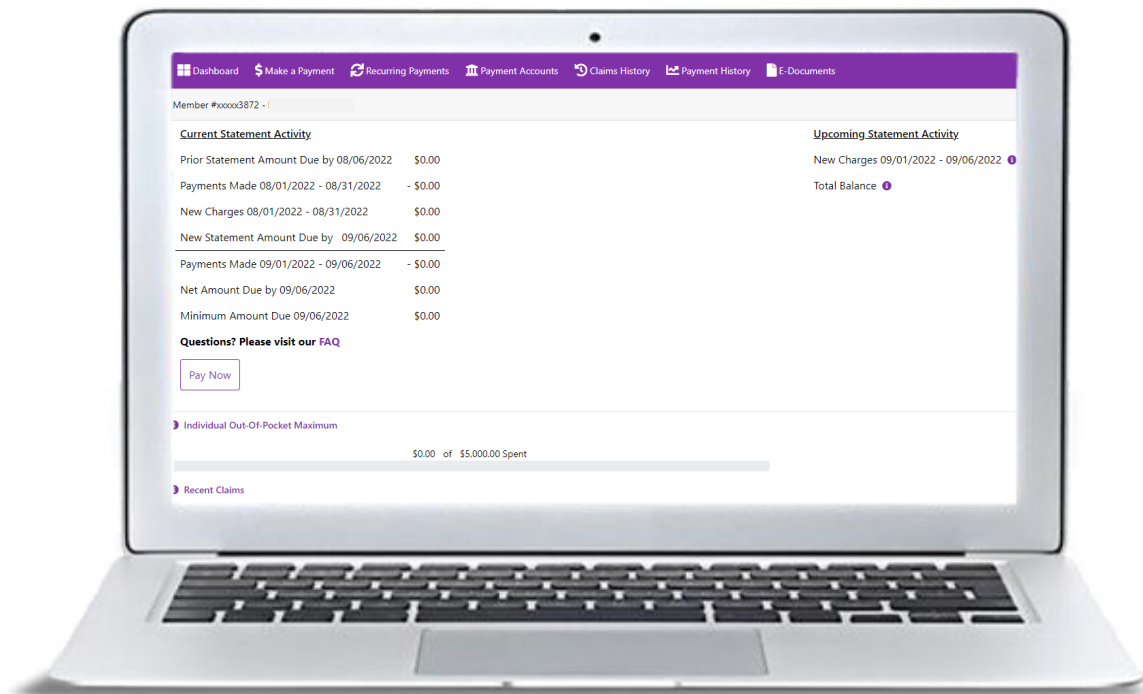 Dashboard $ Make a Payment Recurring Payments Payment Accounts Claims History Payment History E-Documents
Member #xxxxx3872 -
Current Statement Activity
Prior Statement Amount Due by 08/06/2022 $0.00
Payments Made 08/01/2022 - 08/31/2022 - $0.00
New Charges 08/01/2022 - 08/31/2022 $0.00
New Statement Amount Due by 09/06/2022 $0.00
Payments Made 09/01/2022 - 09/06/2022 - $0.00
Net Amount Due by 09/06/2022 $0.00
Minimum Amount Due 09/06/2022 $0.00
Questions? Please visit our FAQ
Pay Now
Upcoming Statement Activity
New Charges 09/01/2022 - 09/06/2022
Total Balance
Individual Out-Of-Pocket Maximum
$0.00 of $5,000.00 Spent
Recent Claims